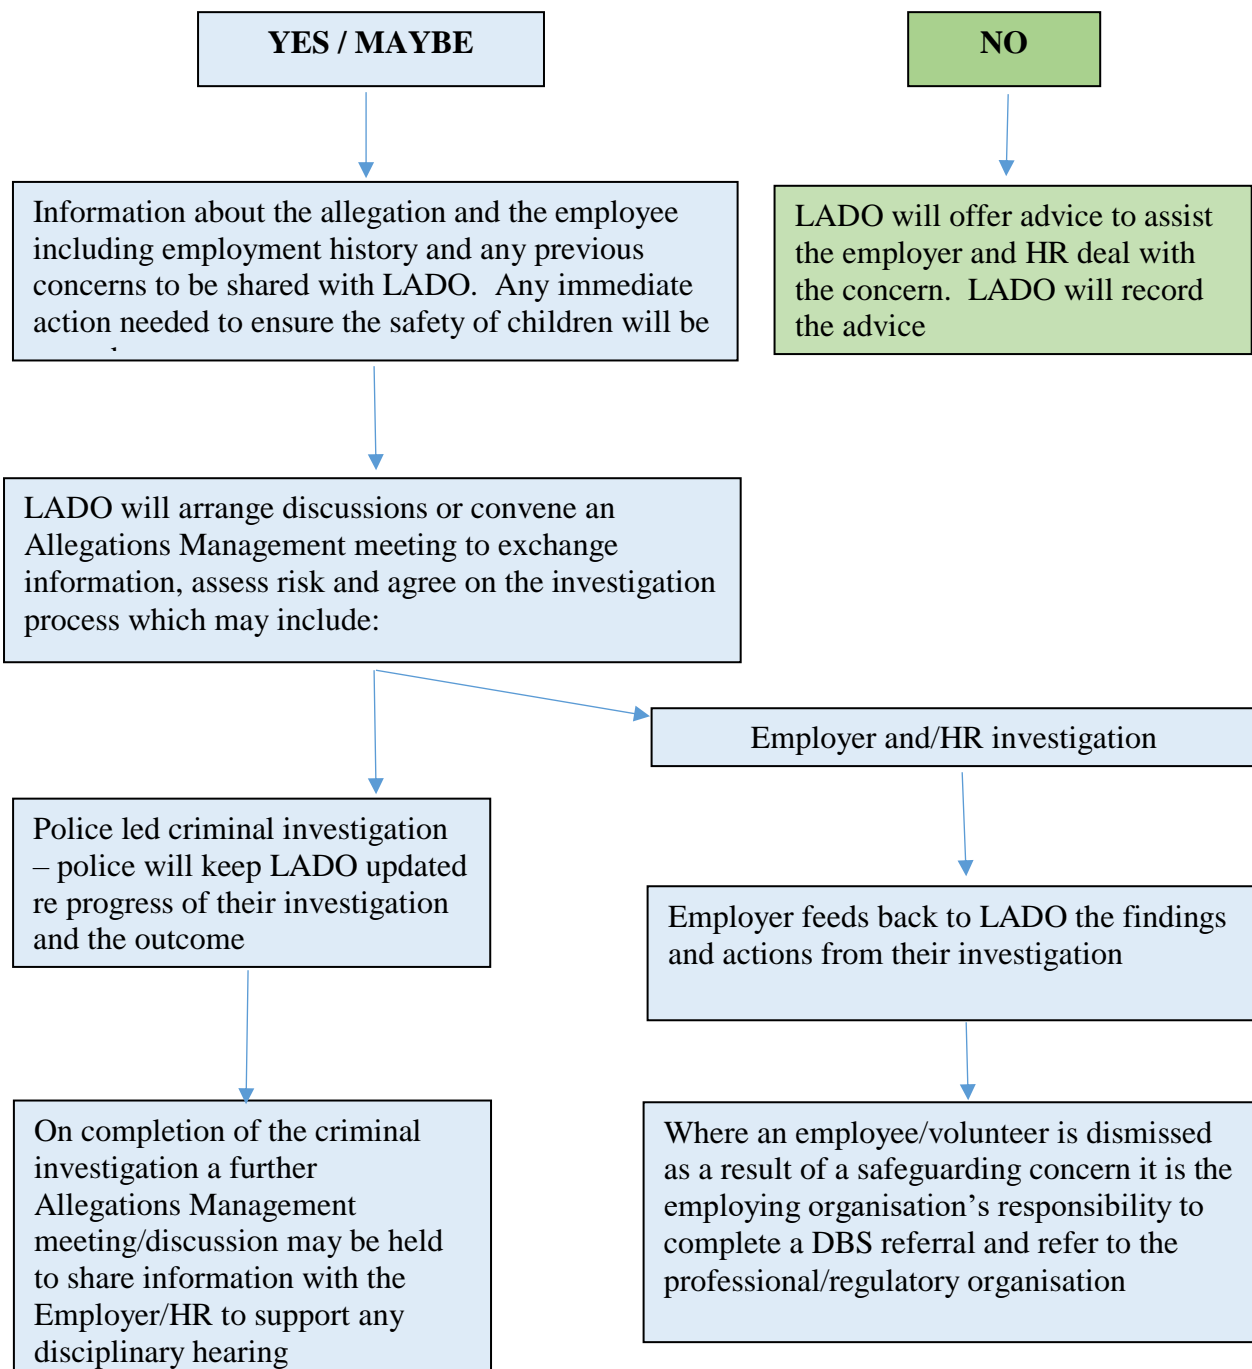 YES / MAYBE
NO
Information about the allegation and the employee
including employment history and any previous
concerns to be shared with LADO.  Any immediate
action needed to ensure the safety of children will be
LADO will offer advice to assist
the employer and HR deal with
the concern.  LADO will record
the advice
LADO will arrange discussions or convene an
Allegations Management meeting to exchange
information, assess risk and agree on the investigation
process which may include:
Employer and/HR investigation
Police led criminal investigation
– police will keep LADO updated
re progress of their investigation
and the outcome
Employer feeds back to LADO the findings
and actions from their investigation
On completion of the criminal
investigation a further
Allegations Management
meeting/discussion may be held
to share information with the
Employer/HR to support any
disciplinary hearing
Where an employee/volunteer is dismissed
as a result of a safeguarding concern it is the
employing organisation’s responsibility to
complete a DBS referral and refer to the
professional/regulatory organisation